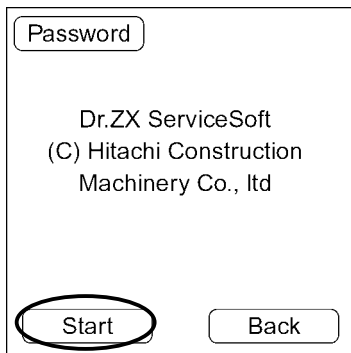 Password
Dr.ZX ServiceSoft
(C) Hitachi Construction
Machinery Co., ltd
Start
Back